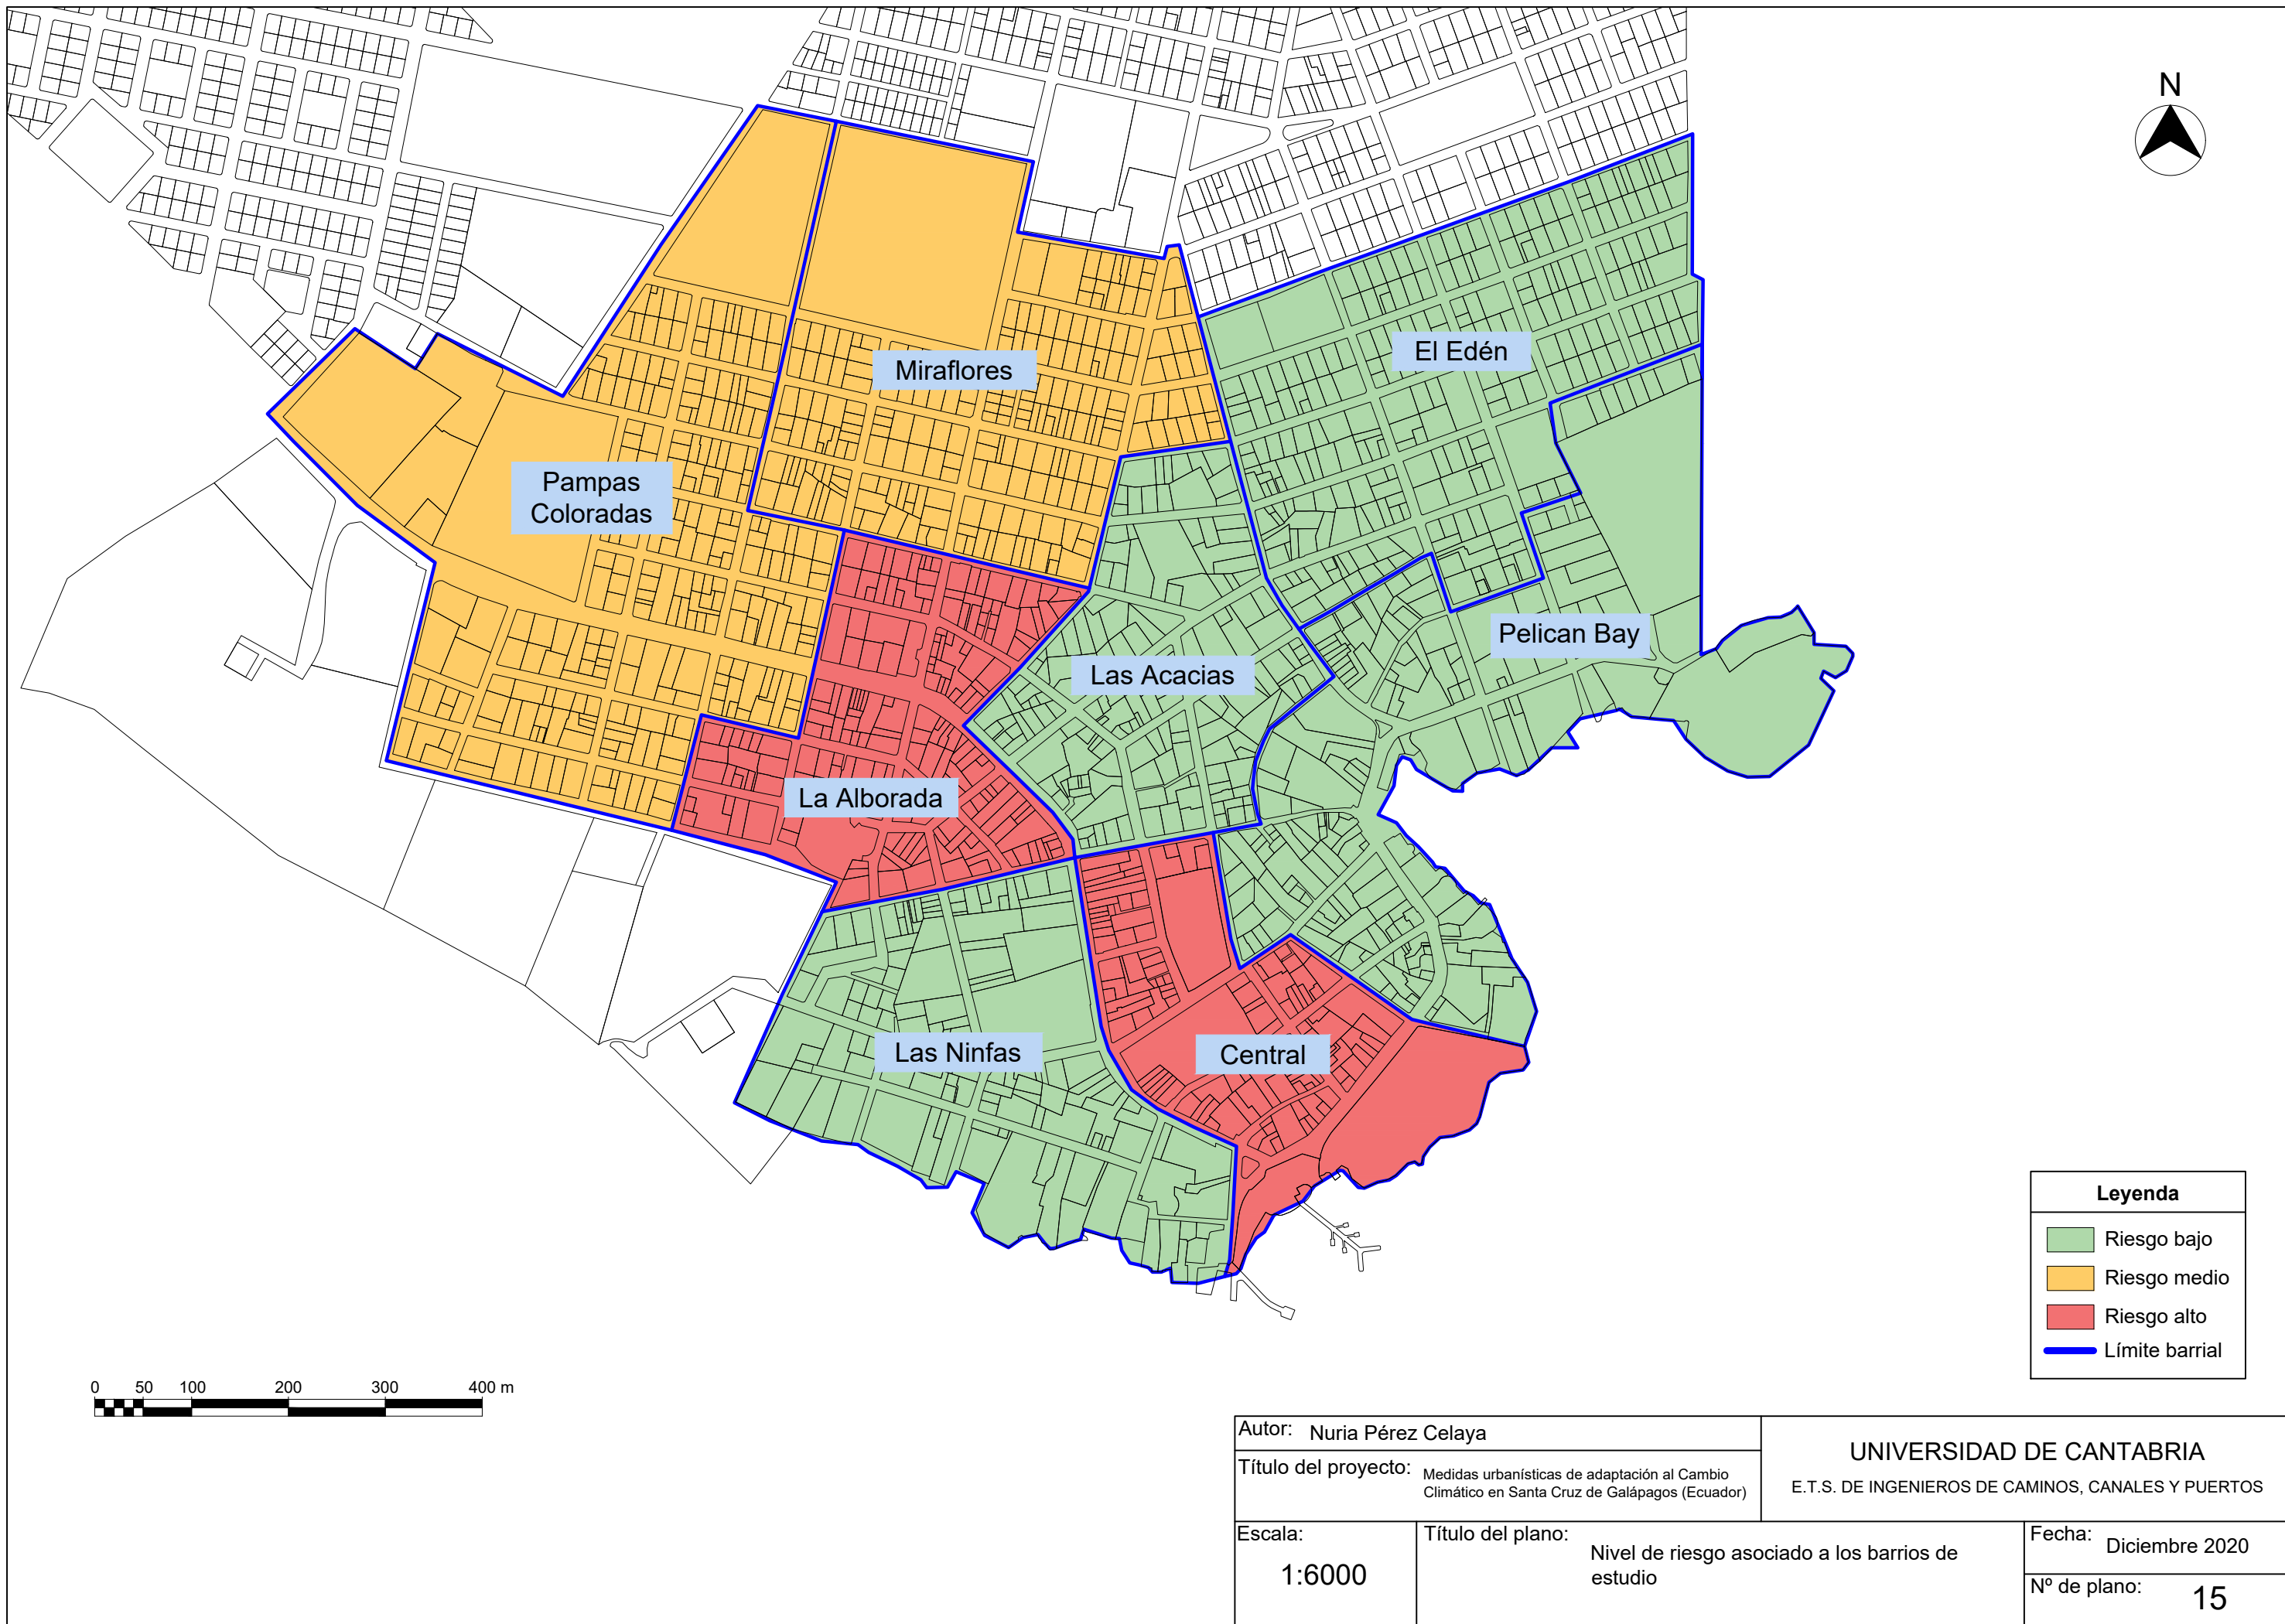 N
El Edén
Miraflores
Pampas
Coloradas
Pelican Bay
Las Acacias
La Alborada
Las Ninfas
Central
Leyenda
Riesgo bajo
Riesgo medio
Riesgo alto
Límite barrial
0 50 100 200 300 400 m
Autor: Nuria Pérez Celaya
Título del proyecto: Medidas urbanísticas de adaptación al Cambio
Climático en Santa Cruz de Galápagos (Ecuador)
UNIVERSIDAD DE CANTABRIA
E.T.S. DE INGENIEROS DE CAMINOS, CANALES Y PUERTOS
Escala:
1:6000
Título del plano:
Nivel de riesgo asociado a los barrios de
estudio
Fecha: Diciembre 2020
Nº de plano: 15